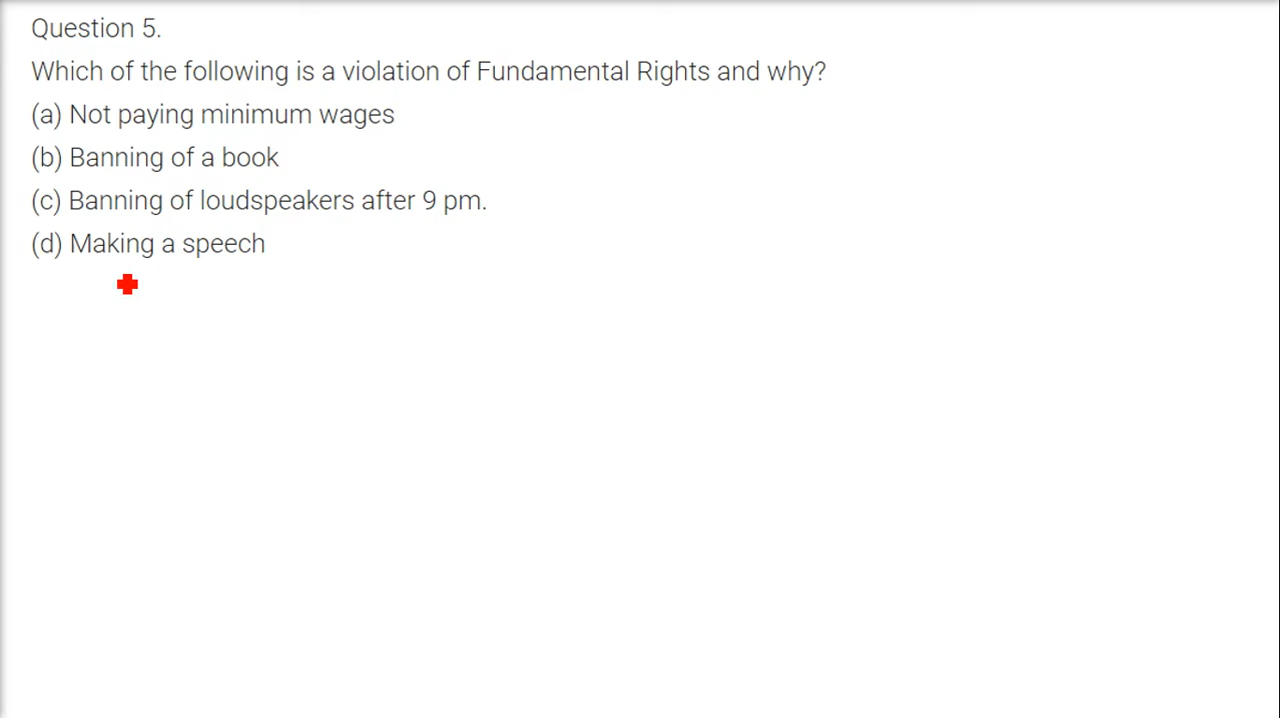 Question 5.
Which of the following is a violation of Fundamental Rights and why?
(a) Not paying minimum wages
(b) Banning of a book
(c) Banning of loudspeakers after 9 pm.
(d) Making a speech